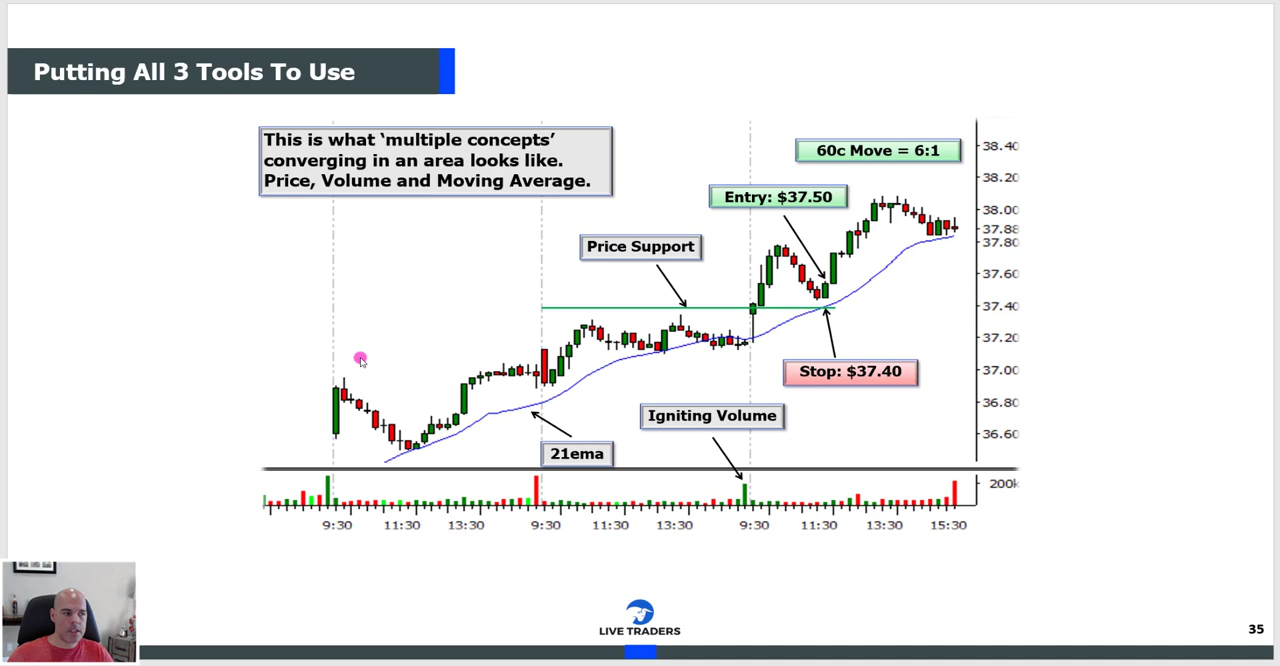 Putting All 3 Tools To Use
This is what ‘multiple concepts’
converging in an area looks like.
Price, Volume and Moving Average.
60c Move = 6:1
Entry: $37.50
Price Support
Stop: $37.40
Igniting Volume
21ema
38.40
38.20
38.00
37.88
37.80
37.60
37.40
37.20
37.00
36.80
36.60
200k
9:30 11:30 13:30 9:30 11:30 13:30 9:30 11:30 13:30 15:30
LIVE TRADERS
35